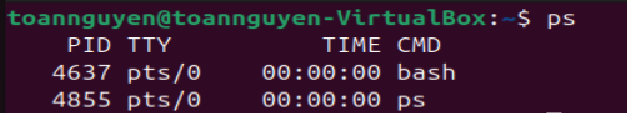 toannguyen@toannguyen-VirtualBox:~$ ps
PID TTY TIME CMD
4637 pts/0 00:00:00 bash
4855 pts/0 00:00:00 ps